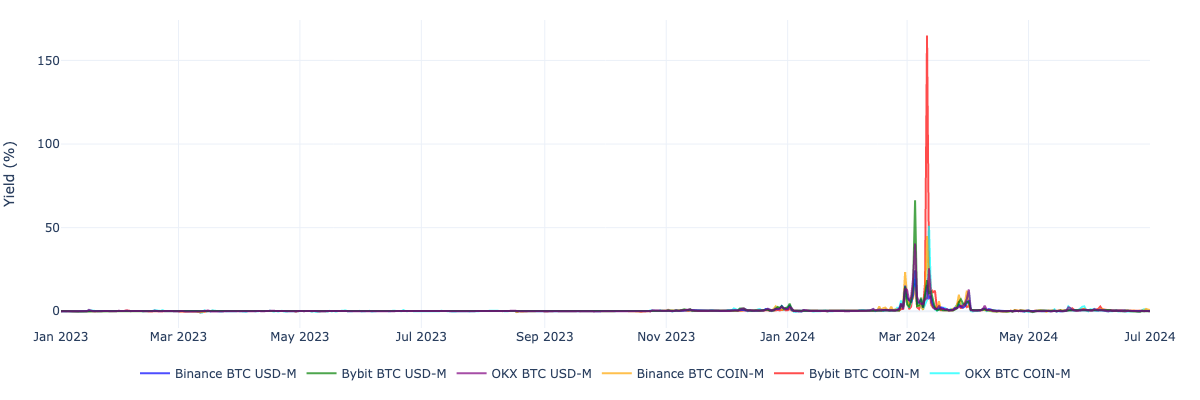 Yield (%)
150
100
50
0
Jan 2023 Mar 2023 May 2023 Jul 2023 Sep 2023 Nov 2023 Jan 2024 Mar 2024 May 2024 Jul 2024
Binance BTC USD-M Bybit BTC USD-M OKX BTC USD-M Binance BTC COIN-M Bybit BTC COIN-M OKX BTC COIN-M